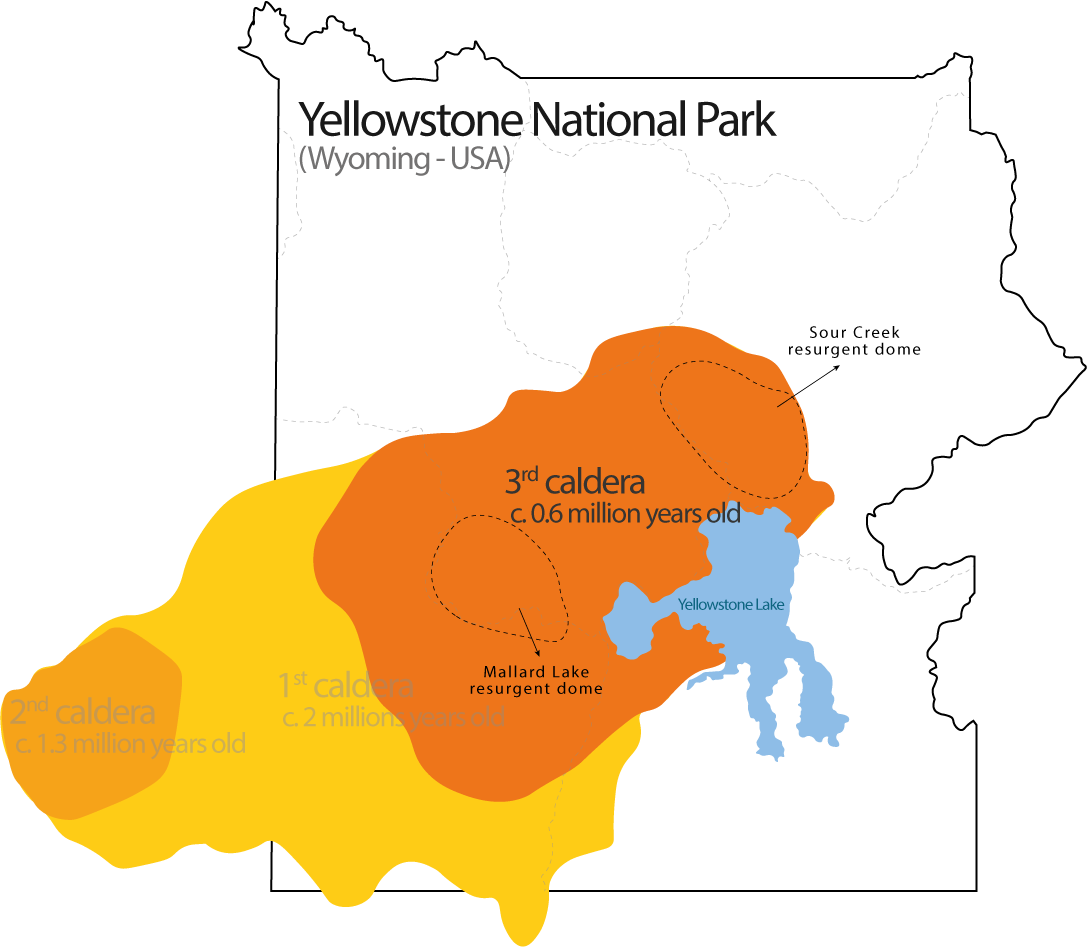 Yellowstone National Park
(Wyoming - USA)
Sour Creek
resurgent dome
3rd caldera
c. 0.6 million years old
Yellowstone Lake
Mallard Lake
resurgent dome
1st caldera
c. 2 millions years old
2nd caldera
c. 1.3 million years old